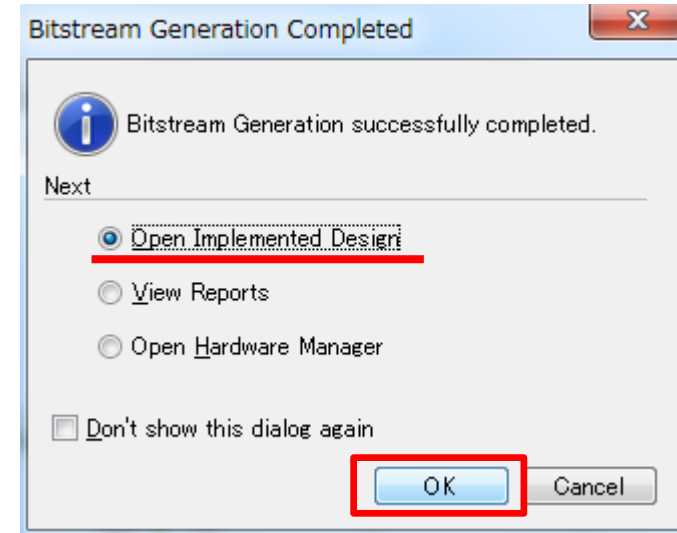 Bitstream Generation Completed
Bitstream Generation successfully completed.
Next
Open Implemented Design
View Reports
Open Hardware Manager
Don't show this dialog again
OK Cancel